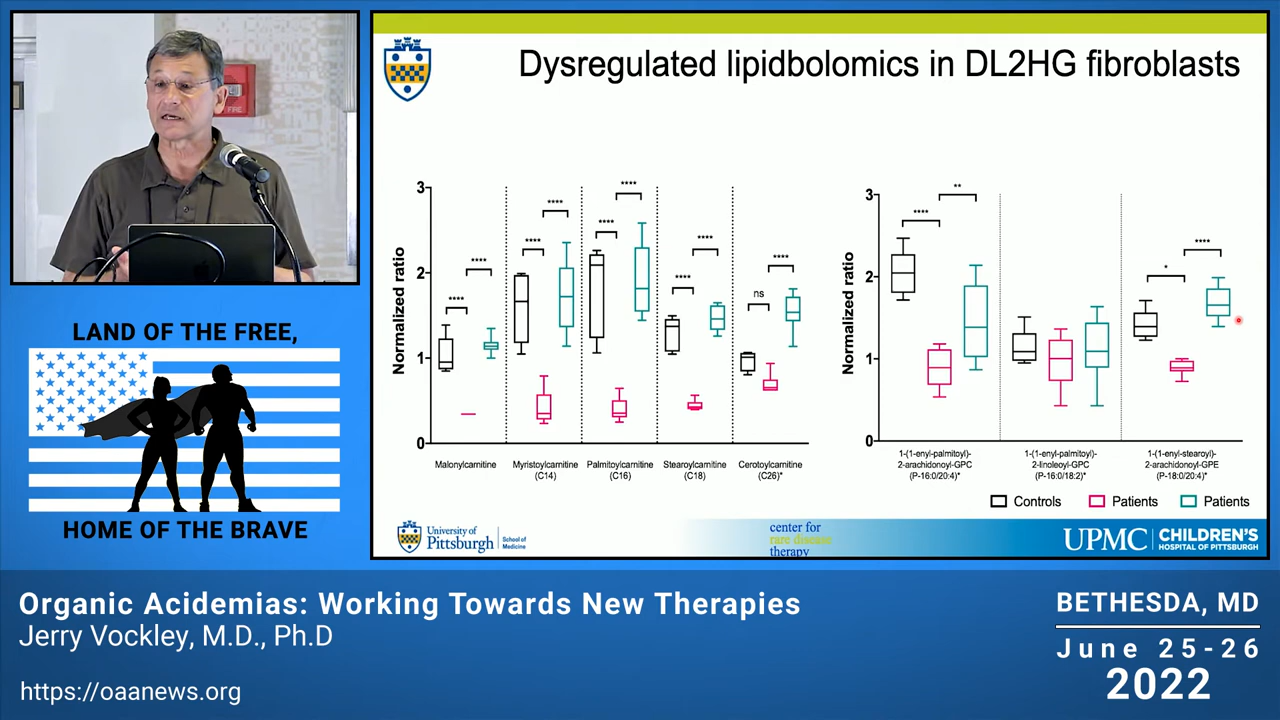 FIRE
LAND OF THE FREE,
HOME OF THE BRAVE
Dysregulated lipidbolomics in DL2HG fibroblasts
Normalized ratio
3
2
1
0
****
****
****
****
****
****
****
****
ns
****
Malonylcarnitine
Myristoylcarnitine
(C14)
Palmitoylcarnitine
(C16)
Stearoylcarnitine
(C18)
Cerotoylcarnitine
(C26)*
Normalized ratio
3
2
1
0
****
**
*
****
1-(1-enyl-palmitoyl)-
2-arachidonoyl-GPC
(P-16:0/20:4)*
1-(1-enyl-palmitoyl)-
2-linoleoyl-GPC
(P-16:0/18:2)*
1-(1-enyl-stearoyl)-
2-arachidonoyl-GPE
(P-18:0/20:4)*
Controls
Patients
Patients
University of
Pittsburgh
School of
Medicine
center for
rare disease
therapy
UPMC
CHILDREN'S
HOSPITAL OF PITTSBURGH
Organic Acidemias: Working Towards New Therapies
Jerry Vockley, M.D., Ph.D
https://oaanews.org
BETHESDA, MD
June 25-26
2022